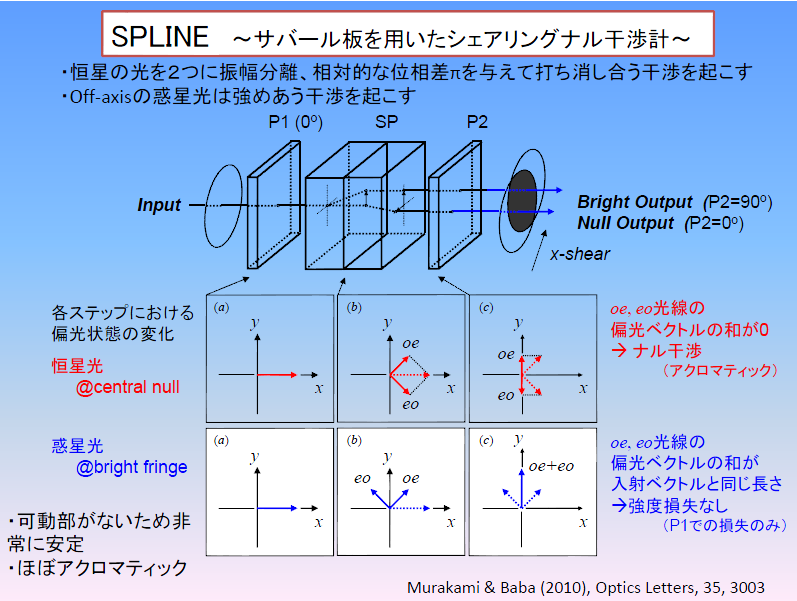 SPLINE ～サバール板を用いたシェアリングナル干渉計～
・恒星の光を２つに振幅分離、相対的な位相差πを与えて打ち消し合う干渉を起こす
・Off-axisの惑星光は強めあう干渉を起こす
P1 (0º) SP P2
Input
Bright Output (P2=90º)
Null Output (P2=0º)
x-shear
各ステップにおける
偏光状態の変化
恒星光
@central null
(a) y x
(b) y oe x eo
(c) y oe x eo
oe, eo光線の
偏光ベクトルの和が0
→ ナル干渉
（アクロマティック）
惑星光
@bright fringe
(a) y x
(b) y eo oe x
(c) y oe+eo x
oe, eo光線の
偏光ベクトルの和が
入射ベクトルと同じ長さ
→強度損失なし
（P1での損失のみ）
・可動部がないため非
常に安定
・ほぼアクロマティック
Murakami & Baba (2010), Optics Letters, 35, 3003